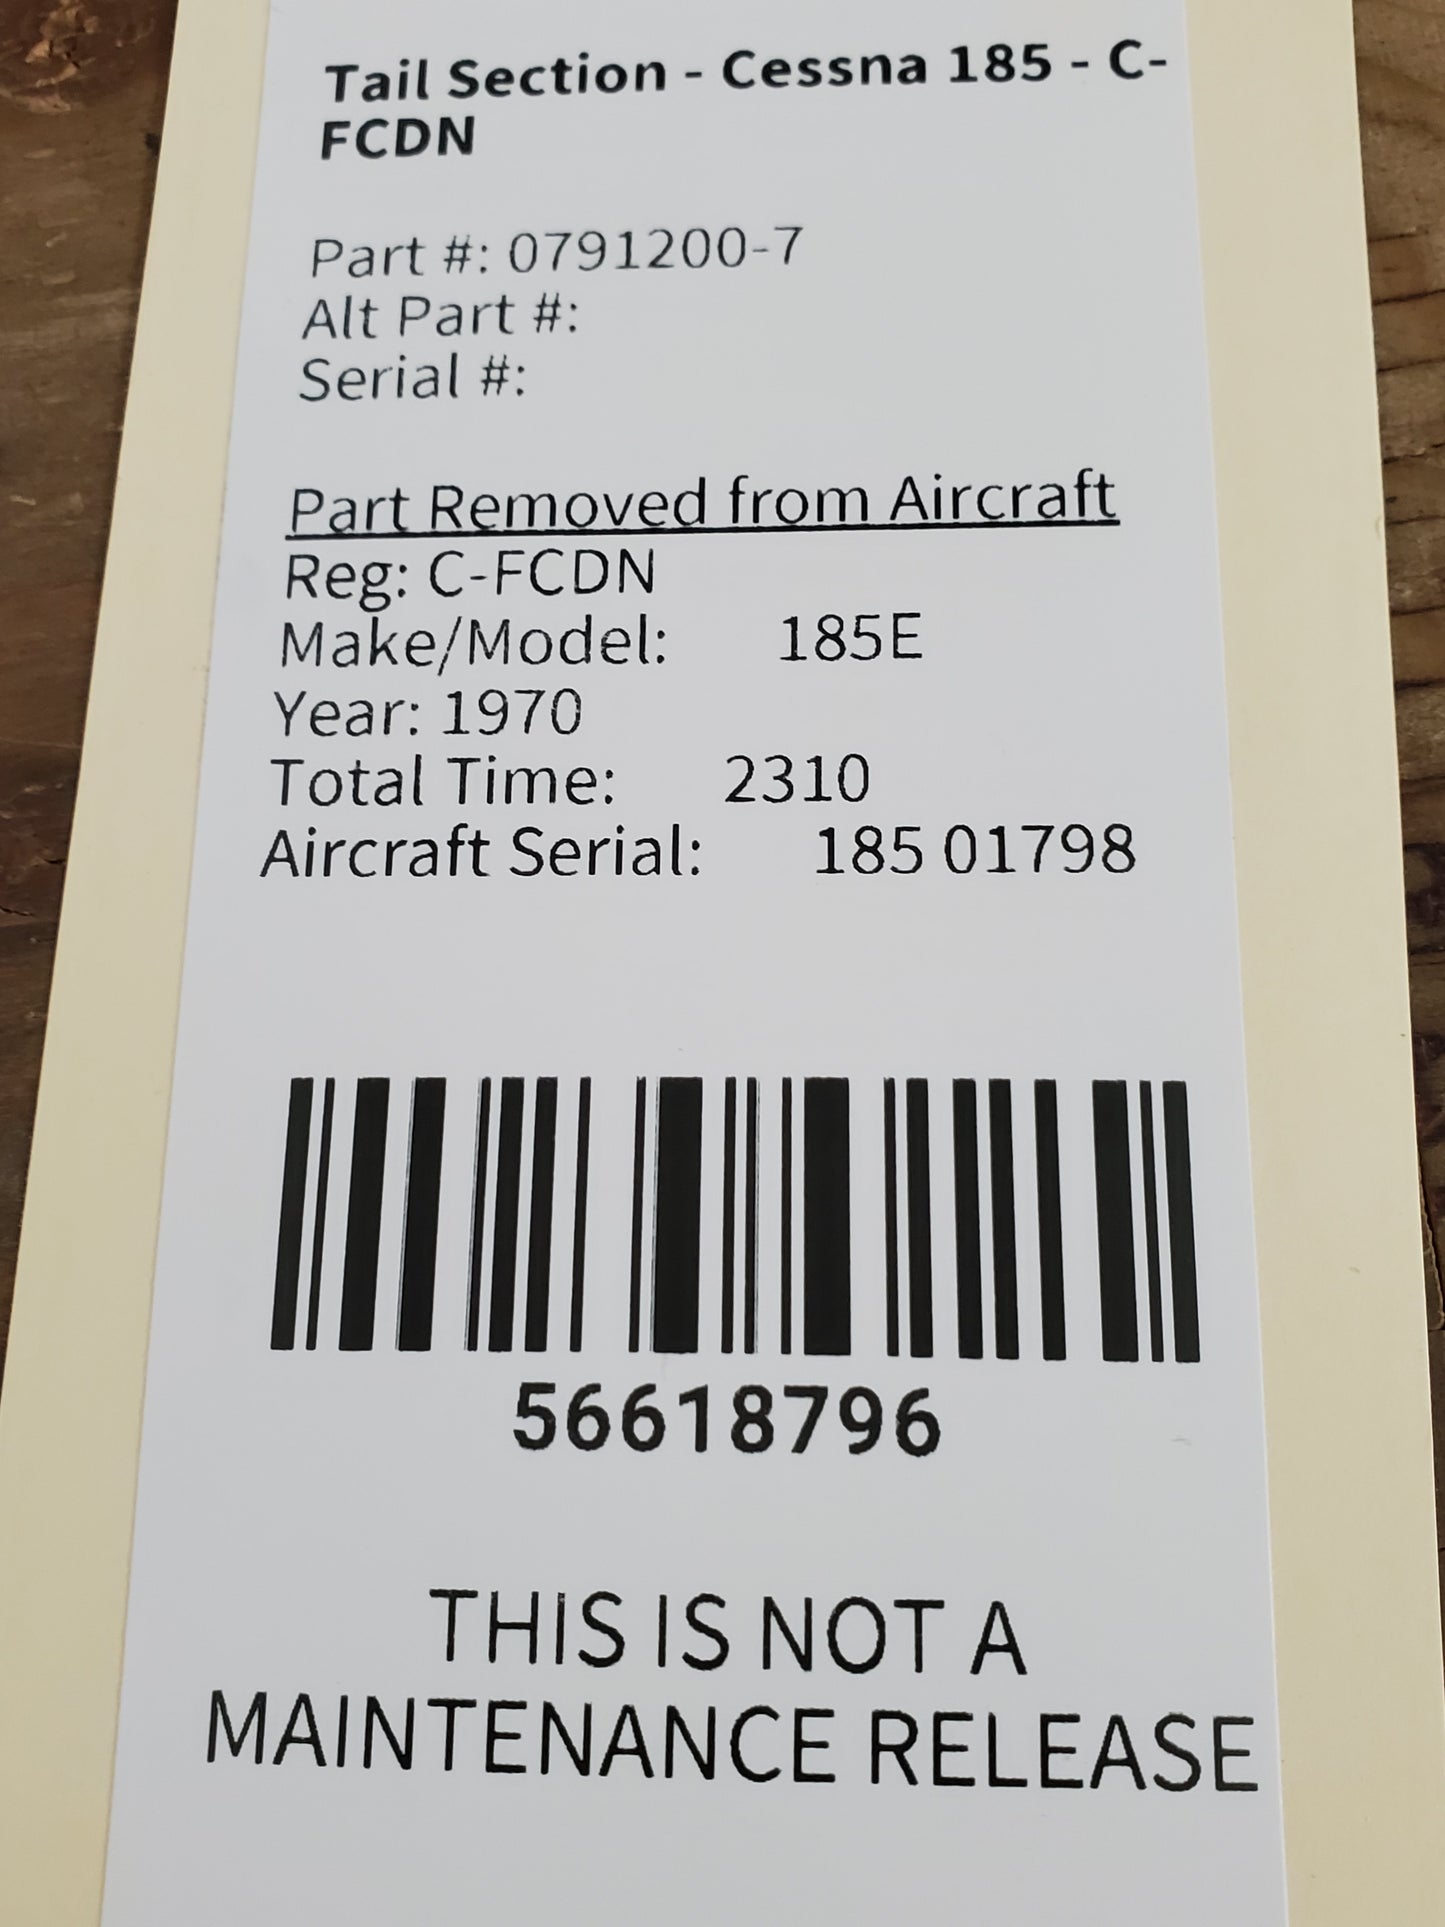 Tail Section - Cessna 185 - C-
FCDN
Part #: 0791200-7
Alt Part #:
Serial #:
Part Removed from Aircraft
Reg: C-FCDN
Make/Model: 185E
Year: 1970
Total Time: 2310
Aircraft Serial: 185 01798
56618796
THIS IS NOT A
MAINTENANCE RELEASE